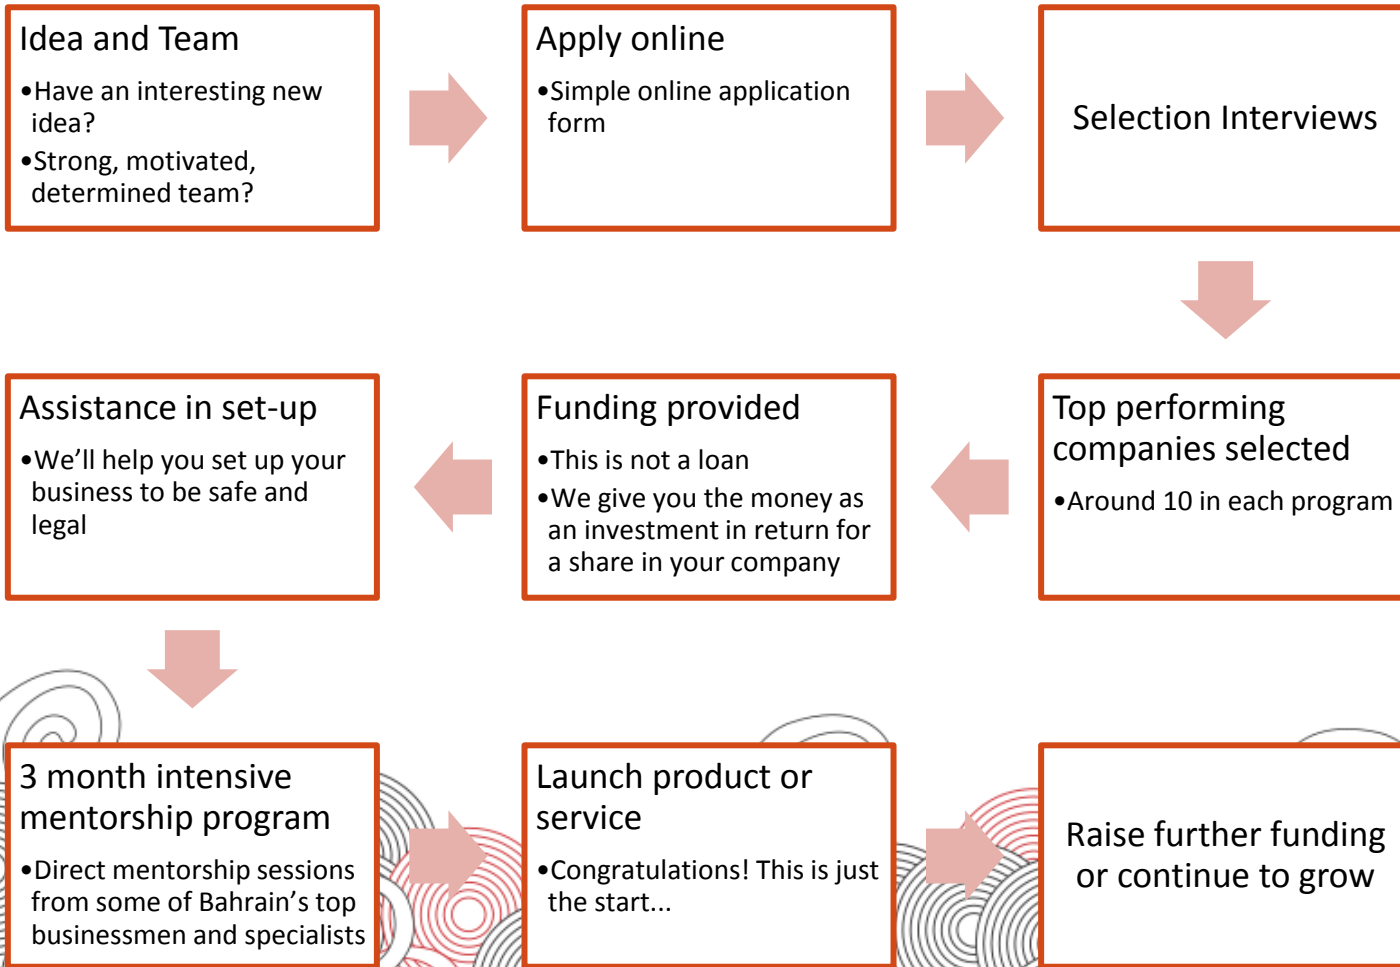 Idea and Team
•Have an interesting new
idea?
•Strong, motivated,
determined team?
Apply online
•Simple online application
form
Selection Interviews
Top performing
companies selected
•Around 10 in each program
Funding provided
•This is not a loan
•We give you the money as
an investment in return for
a share in your company
Assistance in set-up
•We’ll help you set up your
business to be safe and
legal
3 month intensive
mentorship program
•Direct mentorship sessions
from some of Bahrain’s top
businessmen and specialists
Launch product or
service
•Congratulations! This is just
the start...
Raise further funding
or continue to grow